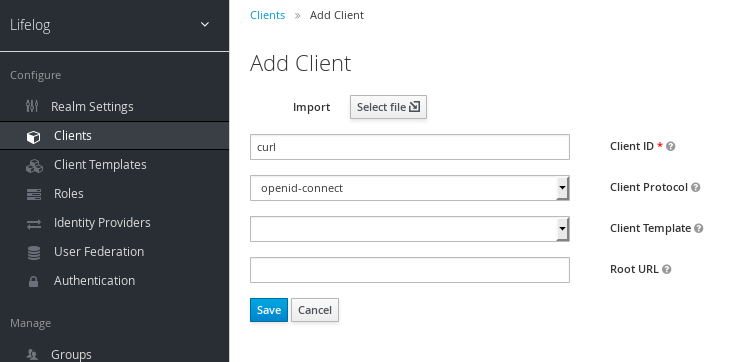 Lifelog
Configure
Realm Settings
Clients
Client Templates
Roles
Identity Providers
User Federation
Authentication
Manage
Groups
Clients » Add Client
Add Client
Import Select file
curl Client ID *
openid-connect Client Protocol
Client Template
Root URL
Save Cancel